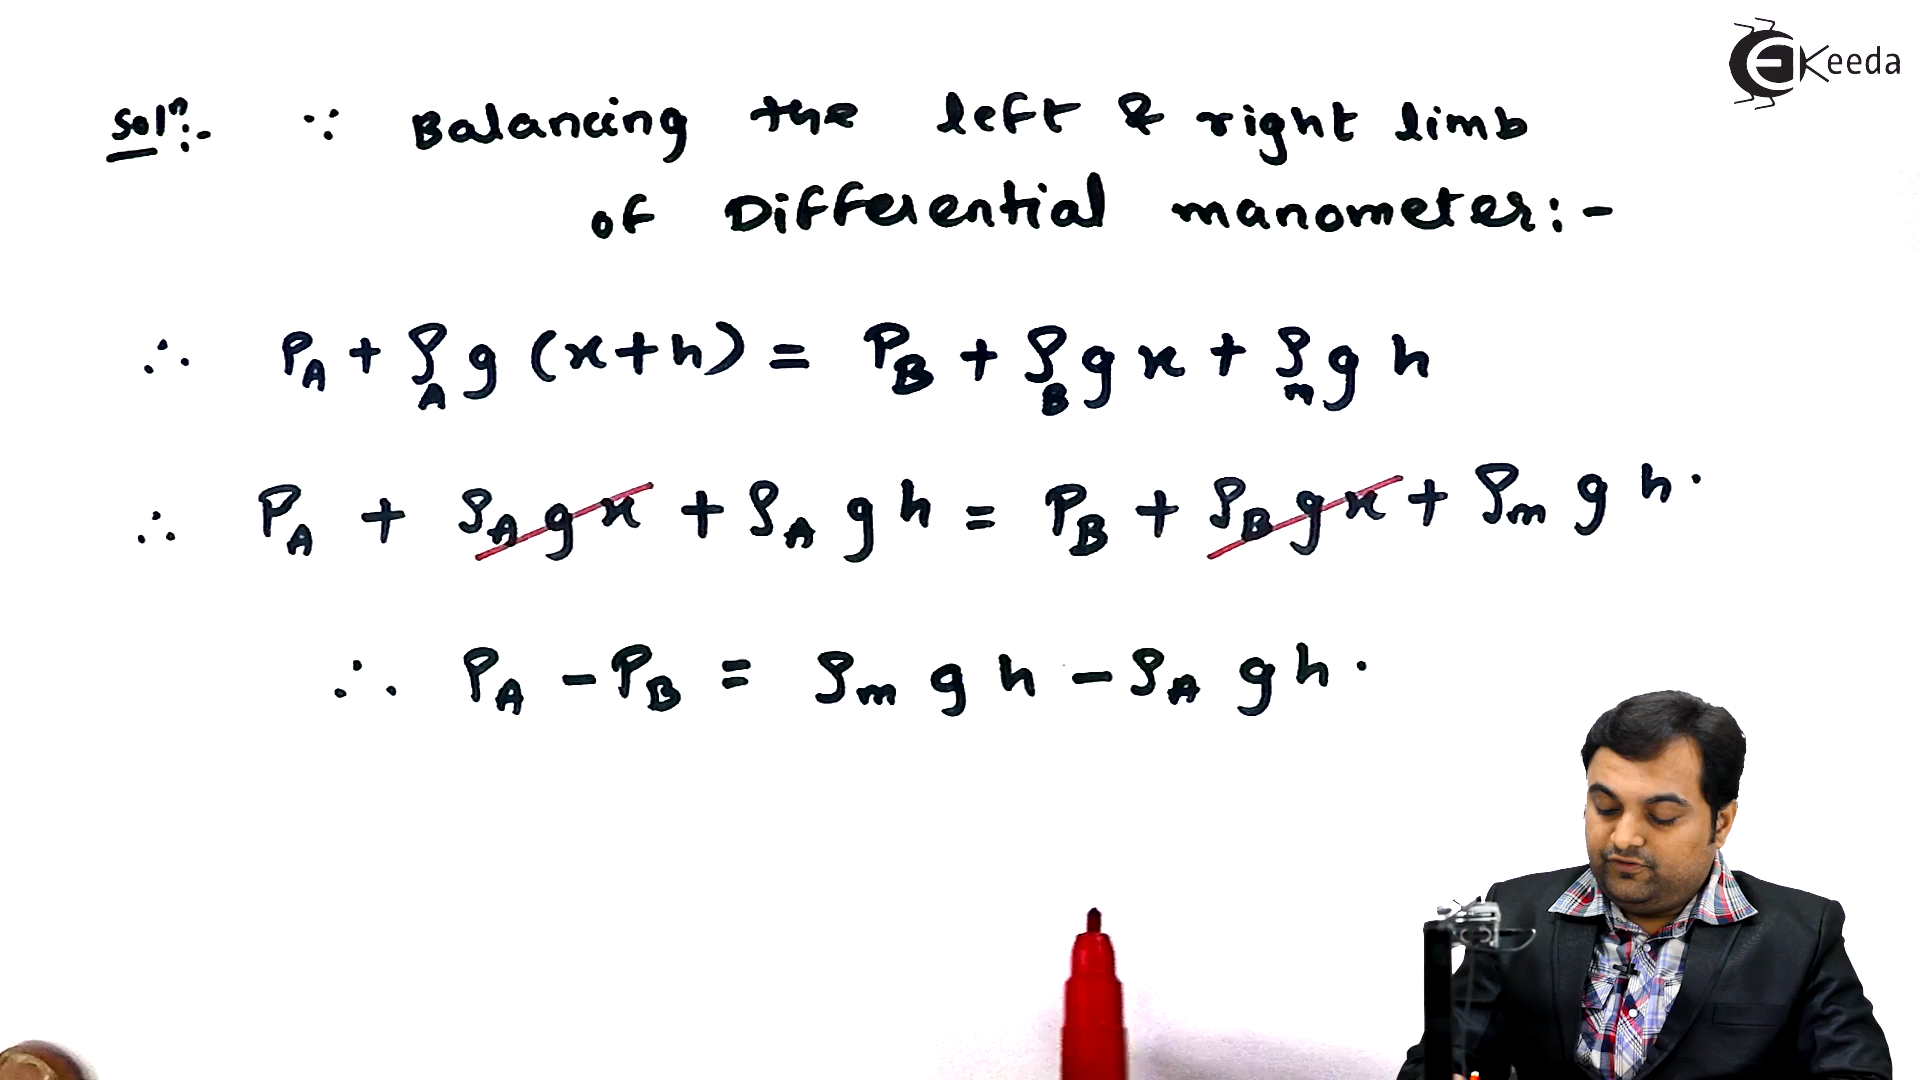 EKeeda
Solⁿ:- ∵ Balancing the left & right limb
of Differential manometer:-
∴ P_A + ρ_A g (x+h) = P_B + ρ_B g x + ρ_m g h
∴ P_A + ρ_A g x + ρ_A g h = P_B + ρ_B g x + ρ_m g h.
∴ P_A - P_B = ρ_m g h - ρ_A g h.